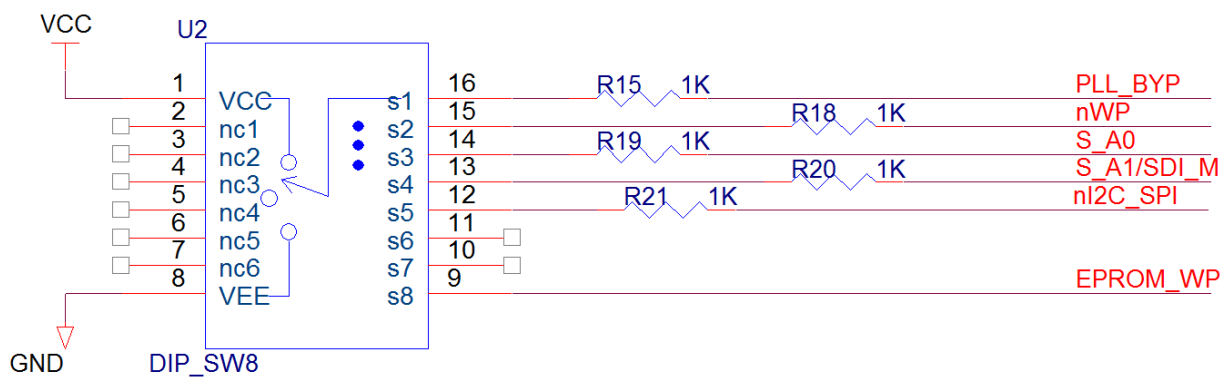 VCC
U2
1 VCC s1 16 R15 1K PLL_BYP
2 nc1 s2 15 R18 1K nWP
3 nc2 s3 14 R19 1K S_A0
4 nc3 s4 13 R20 1K S_A1/SDI_M
5 nc4 s5 12 R21 1K nI2C_SPI
6 nc5 s6 11
7 nc6 s7 10
8 VEE s8 9 EPROM_WP
GND DIP_SW8